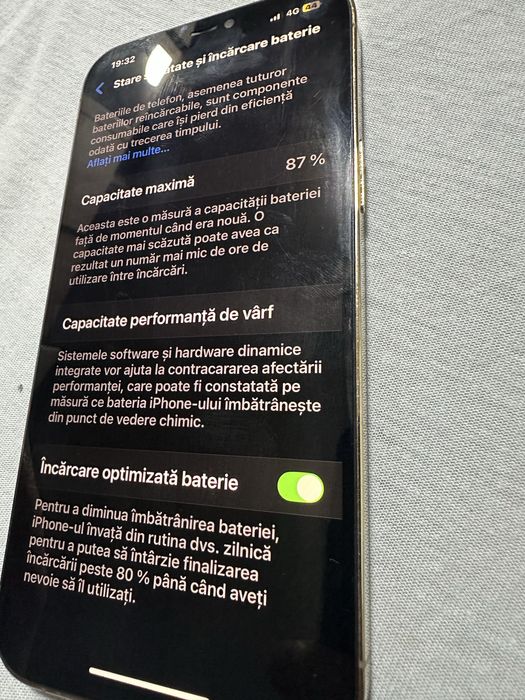 19:32 4G 44
Stare sănătate și încărcare baterie
Bateriile de telefon, asemenea tuturor
bateriilor reîncărcabile, sunt componente
consumabile care își pierd din eficiență
odată cu trecerea timpului.
Aflați mai multe...
Capacitate maximă 87 %
Aceasta este o măsură a capacității bateriei
față de momentul când era nouă. O
capacitate mai scăzută poate avea ca
rezultat un număr mai mic de ore de
utilizare între încărcări.
Capacitate performanță de vârf
Sistemele software și hardware dinamice
integrate vor ajuta la contracararea afectării
performanței, care poate fi constatată pe
măsură ce bateria iPhone-ului îmbătrânește
din punct de vedere chimic.
Încărcare optimizată baterie
Pentru a diminua îmbătrânirea bateriei,
iPhone-ul învață din rutina dvs. zilnică
pentru a putea să întârzie finalizarea
încărcării peste 80 % până când aveți
nevoie să îl utilizați.